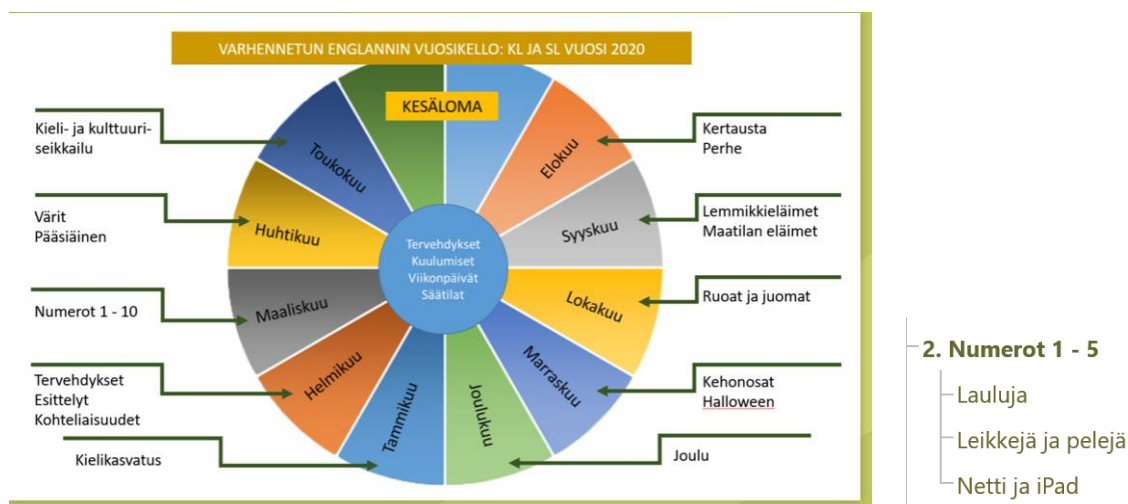 VARHENNETUN ENGLANNIN VUOSIKELLO: KL JA SL VUOSI 2020
KESÄLOMA
Elokuu
Kertausta
Perhe
Syyskuu
Lemmikkieläimet
Maatilan eläimet
Lokakuu
Ruoat ja juomat
Marraskuu
Kehonosat
Halloween
Joulukuu
Joulu
Tammikuu
Kielikasvatus
Helmikuu
Tervehdykset
Esittelyt
Kohteliaisuudet
Maaliskuu
Numerot 1 - 10
Huhtikuu
Värit
Pääsiäinen
Toukokuu
Kieli- ja kulttuuri-
seikkailu
Tervehdykset
Kuulumiset
Viikonpäivät
Säätilat
2. Numerot 1 - 5
Lauluja
Leikkejä ja pelejä
Netti ja iPad